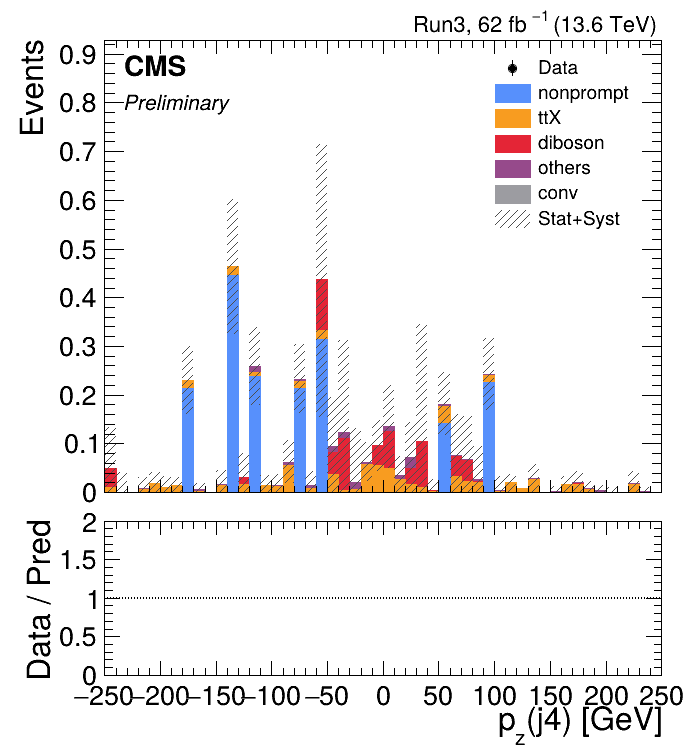 Run3, 62 fb⁻¹ (13.6 TeV)
CMS
Preliminary
Events
0.9
0.8
0.7
0.6
0.5
0.4
0.3
0.2
0.1
0
Data
nonprompt
ttX
diboson
others
conv
Stat+Syst
Data / Pred
2
1.5
1
0.5
0
−250 −200 −150 −100 −50 0 50 100 150 200 250
p_z(j4) [GeV]